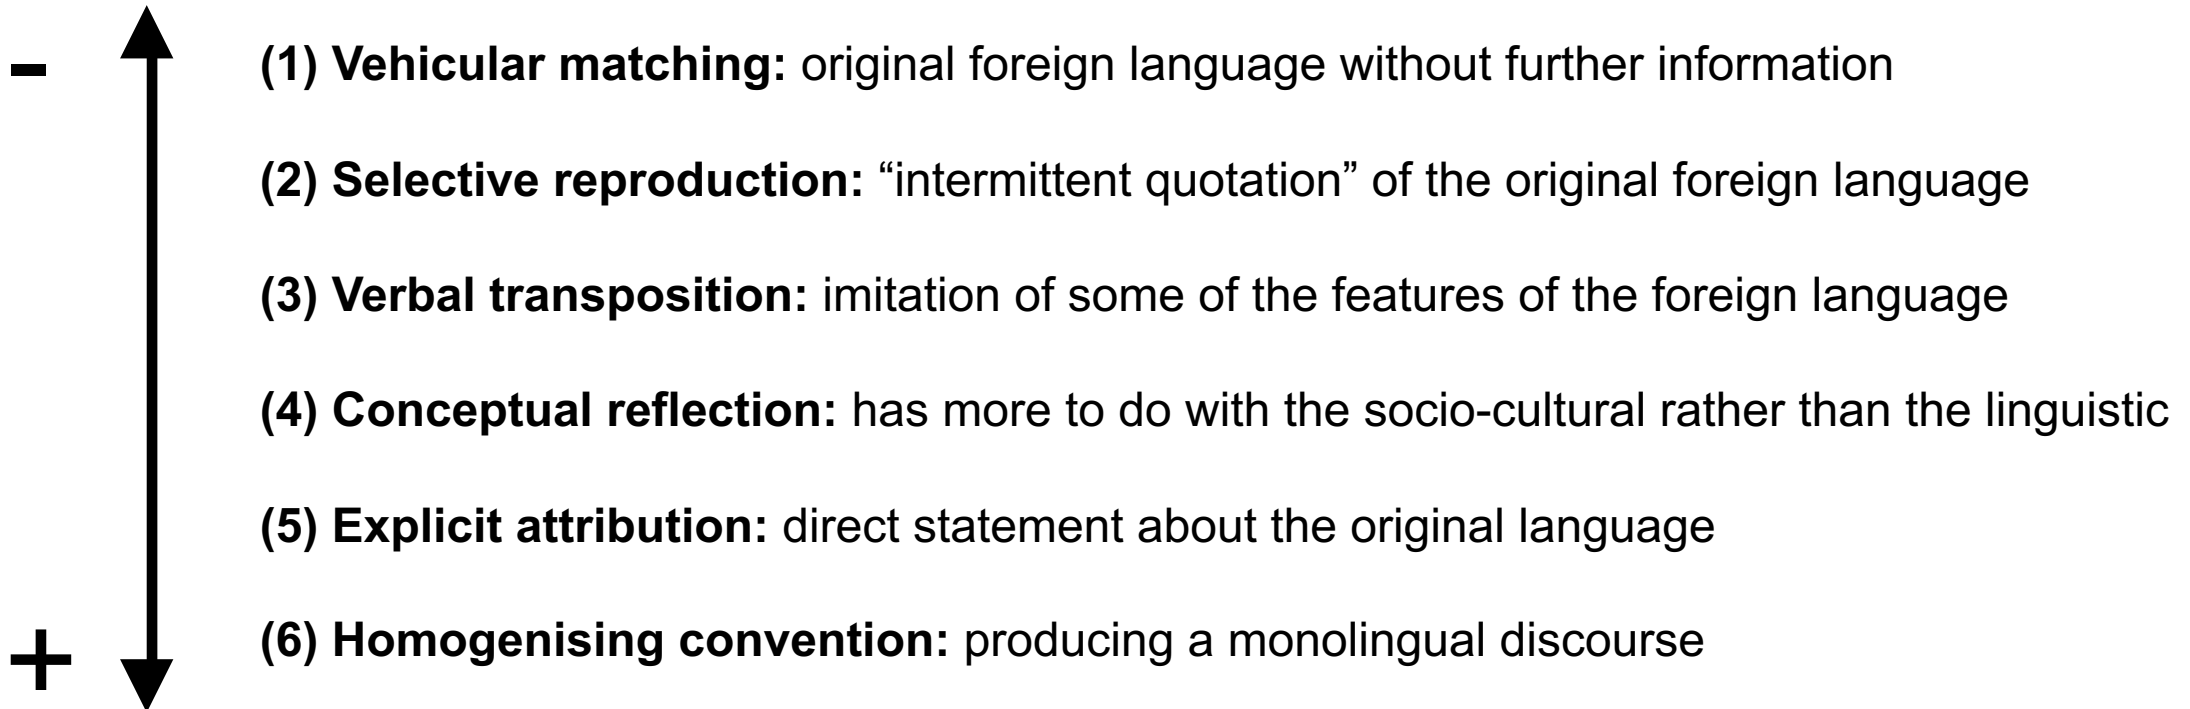 -
(1) Vehicular matching: original foreign language without further information
(2) Selective reproduction: “intermittent quotation” of the original foreign language
(3) Verbal transposition: imitation of some of the features of the foreign language
(4) Conceptual reflection: has more to do with the socio-cultural rather than the linguistic
(5) Explicit attribution: direct statement about the original language
(6) Homogenising convention: producing a monolingual discourse
+